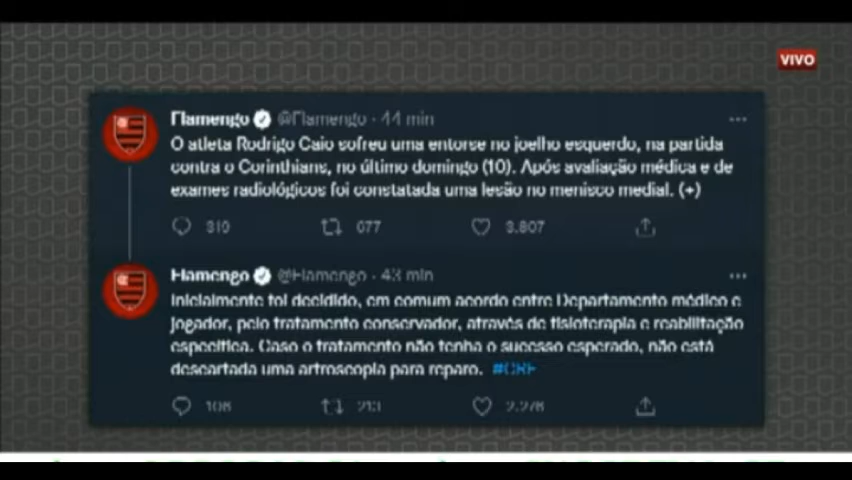 VIVO
Flamengo @Flamengo · 44 min
O atleta Rodrigo Caio sofreu uma entorse no joelho esquerdo, na partida
contra o Corinthians, no último domingo (10). Após avaliação médica e de
exames radiológicos foi constatada uma lesão no menisco medial. (+)
3.807
Flamengo @Flamengo · 43 min
Inicialmente foi decidido, em comum acordo entre Departamento médico e
jogador, pelo tratamento conservador, através de fisioterapia e reabilitação
específica. Caso o tratamento não tenha o sucesso esperado, não está
descartada uma artroscopia para reparo. #CRF
213